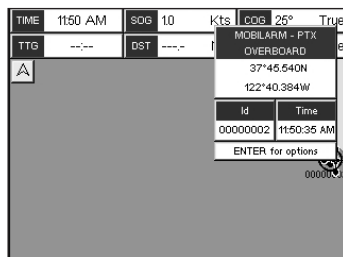 TIME 11:50 AM SOG 1.0 Kts COG 25° True
TTG --:-- DST ---.-
MOBILARM - PTX
OVERBOARD
37°45.540N
122°40.384W
Id Time
00000002 11:50:35 AM
ENTER for options
A